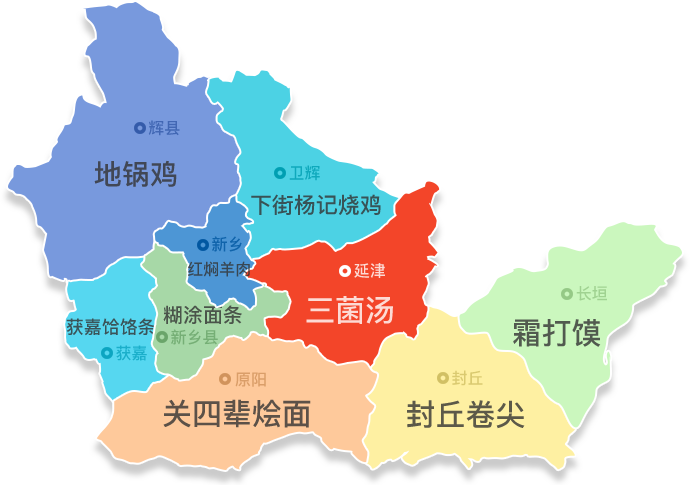 辉县
地锅鸡
卫辉
下街杨记烧鸡
新乡
红焖羊肉
延津
三菌汤
长垣
霜打馍
糊涂面条
新乡县
获嘉饸饹条
获嘉
原阳
关四辈烩面
封丘
封丘卷尖